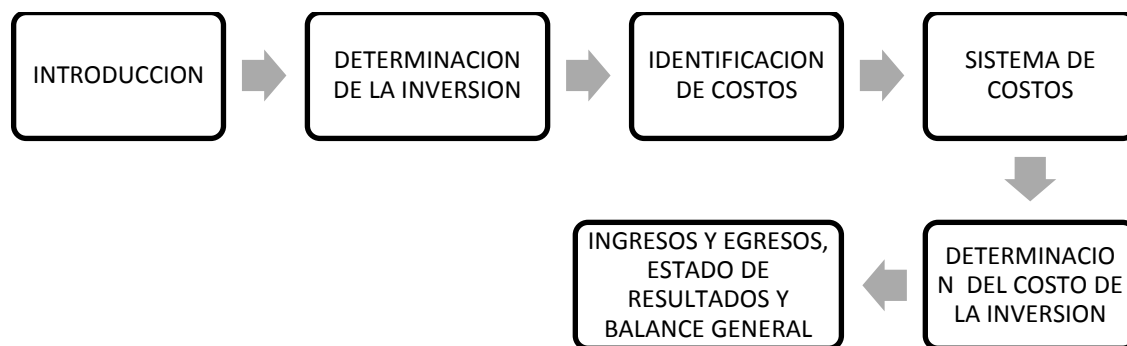 INTRODUCCION
DETERMINACION
DE LA INVERSION
IDENTIFICACION
DE COSTOS
SISTEMA DE
COSTOS
DETERMINACIO
N DEL COSTO DE
LA INVERSION
INGRESOS Y EGRESOS,
ESTADO DE
RESULTADOS Y
BALANCE GENERAL